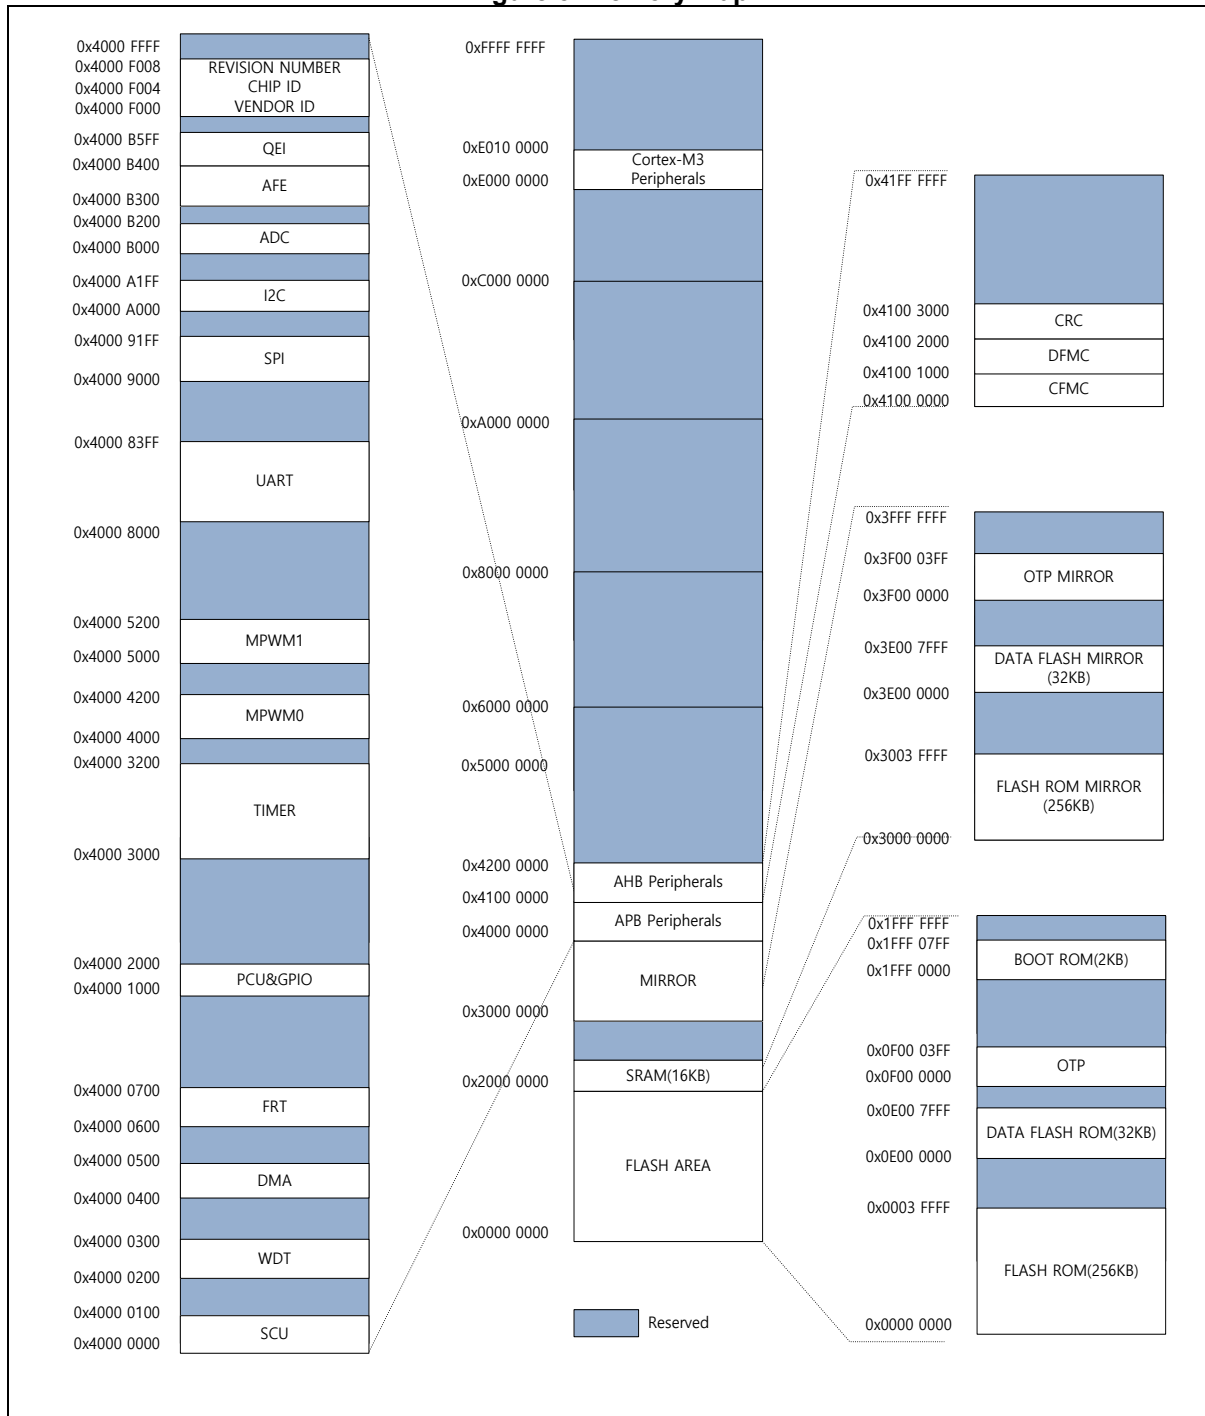 0x4000 FFFF
0x4000 F008
REVISION NUMBER
0x4000 F004
CHIP ID
0x4000 F000
VENDOR ID
0x4000 B5FF
QEI
0x4000 B400
AFE
0x4000 B300
0x4000 B200
ADC
0x4000 B000
0x4000 A1FF
I2C
0x4000 A000
0x4000 91FF
SPI
0x4000 9000
0x4000 83FF
UART
0x4000 8000
0x4000 5200
MPWM1
0x4000 5000
0x4000 4200
MPWM0
0x4000 4000
0x4000 3200
TIMER
0x4000 3000
0x4000 2000
PCU&GPIO
0x4000 1000
0x4000 0700
FRT
0x4000 0600
0x4000 0500
DMA
0x4000 0400
0x4000 0300
WDT
0x4000 0200
0x4000 0100
SCU
0x4000 0000
0xFFFF FFFF
0xE010 0000
Cortex-M3
Peripherals
0xE000 0000
0xC000 0000
0xA000 0000
0x8000 0000
0x6000 0000
0x5000 0000
0x4200 0000
AHB Peripherals
0x4100 0000
APB Peripherals
0x4000 0000
MIRROR
0x3000 0000
SRAM(16KB)
0x2000 0000
FLASH AREA
0x0000 0000
Reserved
0x41FF FFFF
0x4100 3000
CRC
0x4100 2000
DFMC
0x4100 1000
CFMC
0x4100 0000
0x3FFF FFFF
0x3F00 03FF
OTP MIRROR
0x3F00 0000
0x3E00 7FFF
DATA FLASH MIRROR
(32KB)
0x3E00 0000
0x3003 FFFF
FLASH ROM MIRROR
(256KB)
0x3000 0000
0x1FFF FFFF
0x1FFF 07FF
BOOT ROM(2KB)
0x1FFF 0000
0x0F00 03FF
OTP
0x0F00 0000
0x0E00 7FFF
DATA FLASH ROM(32KB)
0x0E00 0000
0x0003 FFFF
FLASH ROM(256KB)
0x0000 0000